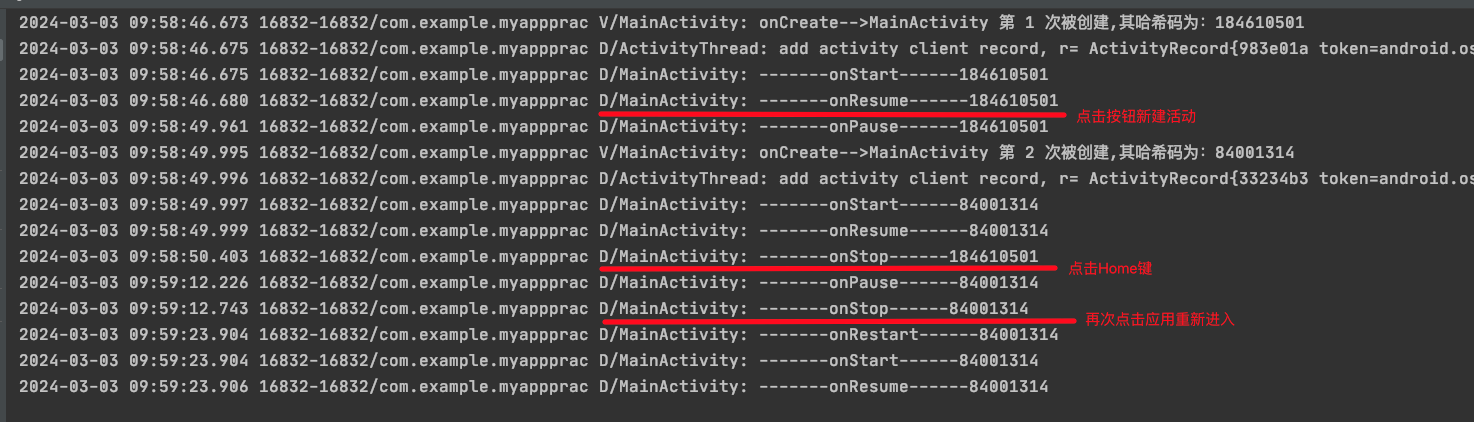 2024-03-03 09:58:46.673 16832-16832/com.example.myappprac V/MainActivity: onCreate-->MainActivity 第 1 次被创建,其哈希码为: 184610501
2024-03-03 09:58:46.675 16832-16832/com.example.myappprac D/ActivityThread: add activity client record, r= ActivityRecord{983e01a token=android.os
2024-03-03 09:58:46.675 16832-16832/com.example.myappprac D/MainActivity: -------onStart------184610501
2024-03-03 09:58:46.680 16832-16832/com.example.myappprac D/MainActivity: -------onResume------184610501
点击按钮新建活动
2024-03-03 09:58:49.961 16832-16832/com.example.myappprac D/MainActivity: -------onPause------184610501
2024-03-03 09:58:49.995 16832-16832/com.example.myappprac V/MainActivity: onCreate-->MainActivity 第 2 次被创建,其哈希码为: 84001314
2024-03-03 09:58:49.996 16832-16832/com.example.myappprac D/ActivityThread: add activity client record, r= ActivityRecord{33234b3 token=android.os
2024-03-03 09:58:49.997 16832-16832/com.example.myappprac D/MainActivity: -------onStart------84001314
2024-03-03 09:58:49.999 16832-16832/com.example.myappprac D/MainActivity: -------onResume------84001314
2024-03-03 09:58:50.403 16832-16832/com.example.myappprac D/MainActivity: -------onStop------184610501
点击Home键
2024-03-03 09:59:12.226 16832-16832/com.example.myappprac D/MainActivity: -------onPause------84001314
2024-03-03 09:59:12.743 16832-16832/com.example.myappprac D/MainActivity: -------onStop------84001314
再次点击应用重新进入
2024-03-03 09:59:23.904 16832-16832/com.example.myappprac D/MainActivity: -------onRestart------84001314
2024-03-03 09:59:23.904 16832-16832/com.example.myappprac D/MainActivity: -------onStart------84001314
2024-03-03 09:59:23.906 16832-16832/com.example.myappprac D/MainActivity: -------onResume------84001314